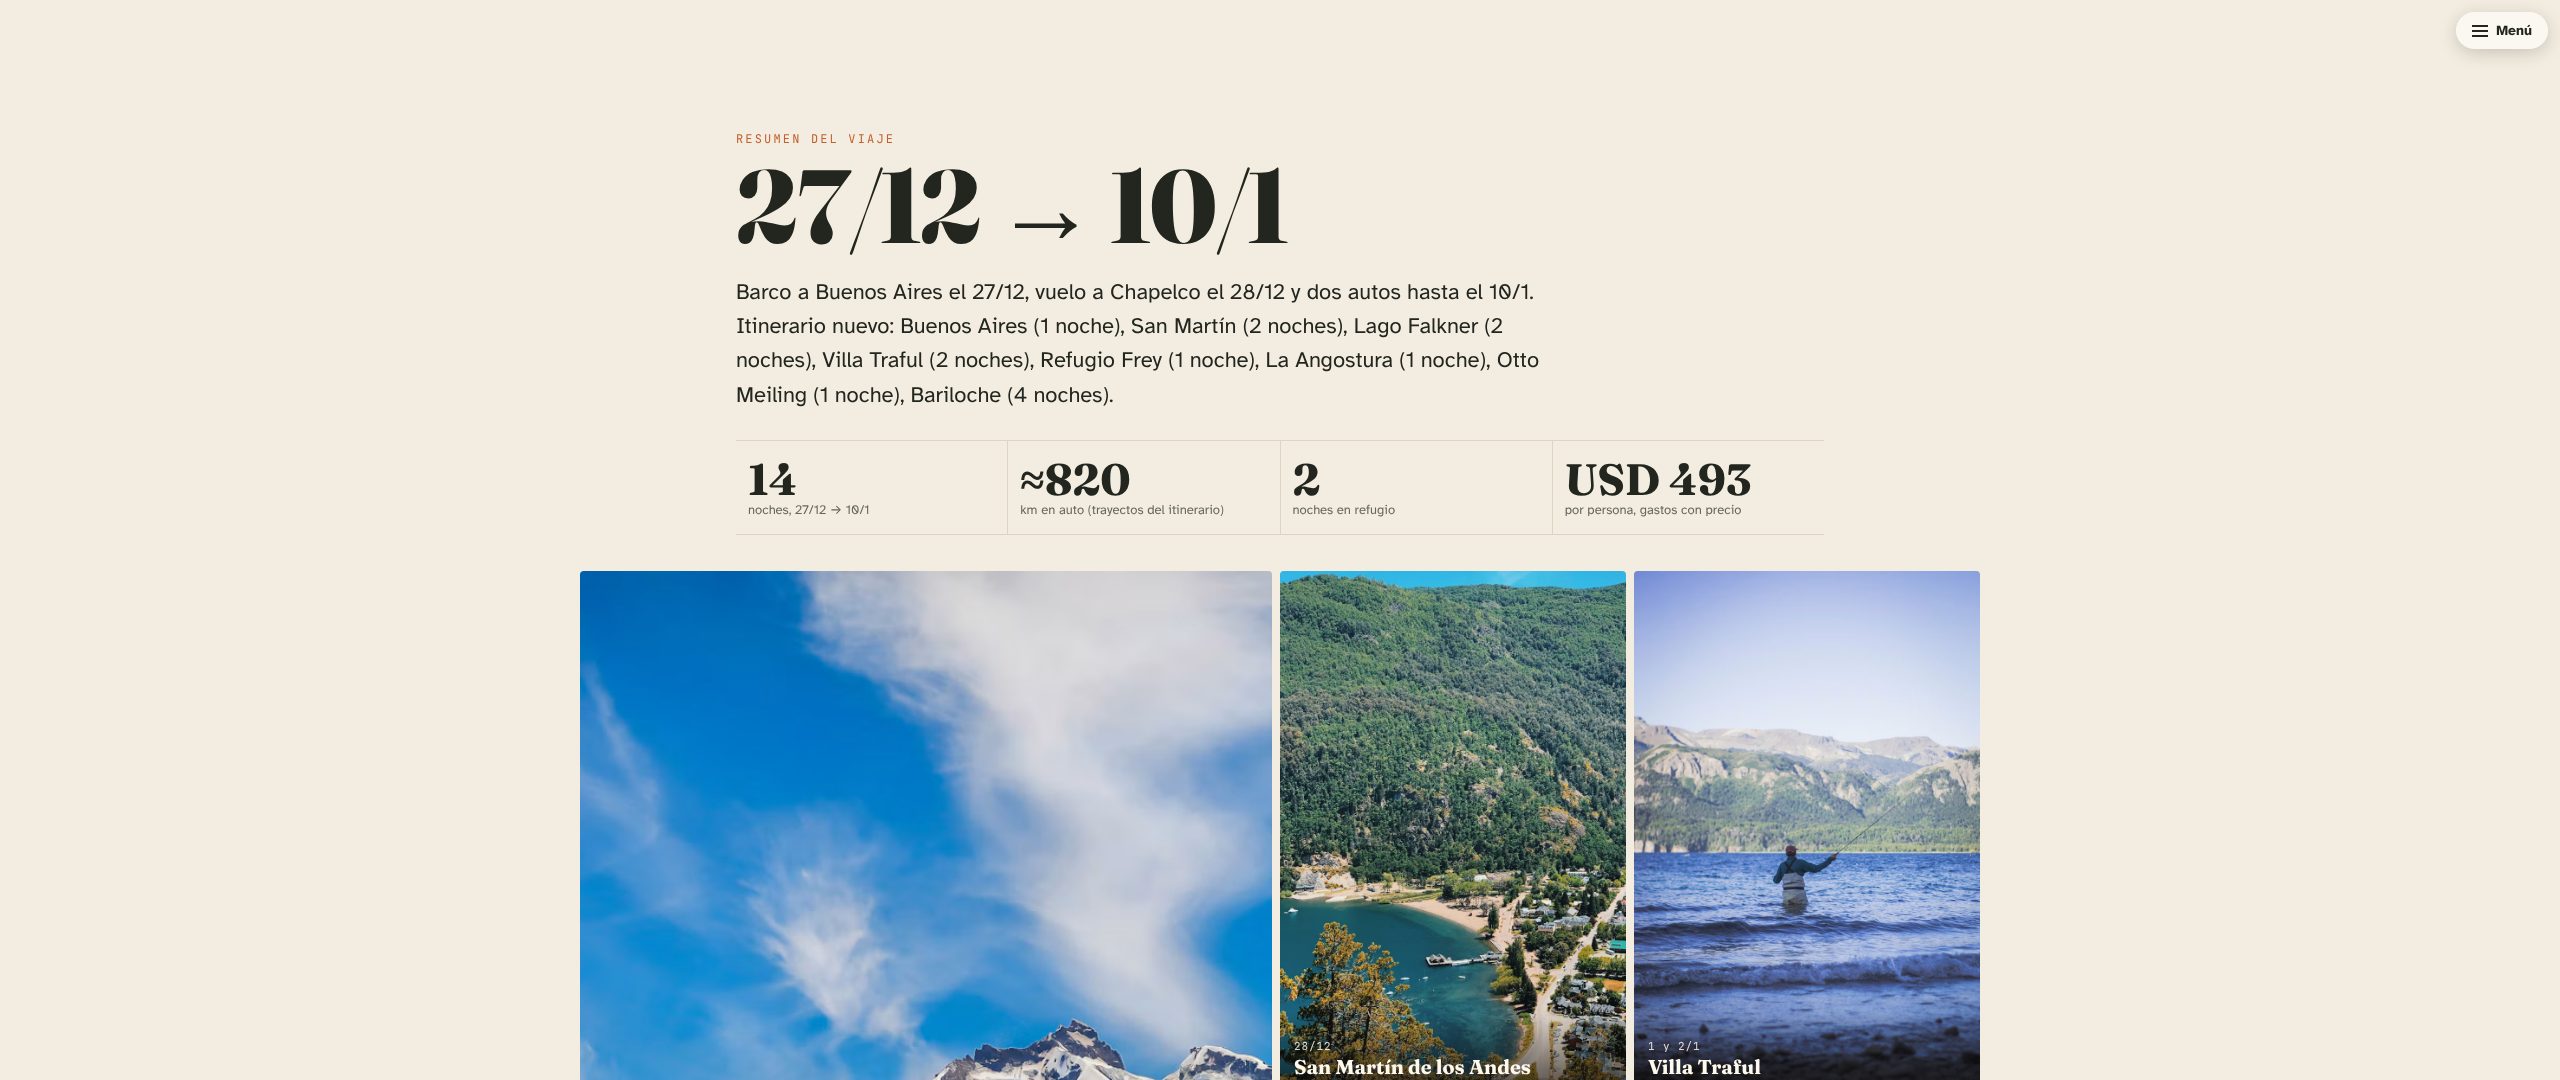 Menú
RESUMEN DEL VIAJE
27/12 → 10/1
Barco a Buenos Aires el 27/12, vuelo a Chapelco el 28/12 y dos autos hasta el 10/1.
Itinerario nuevo: Buenos Aires (1 noche), San Martín (2 noches), Lago Falkner (2
noches), Villa Traful (2 noches), Refugio Frey (1 noche), La Angostura (1 noche), Otto
Meiling (1 noche), Bariloche (4 noches).
14
noches, 27/12 → 10/1
≈820
km en auto (trayectos del itinerario)
2
noches en refugio
USD 493
por persona, gastos con precio
28/12
San Martín de los Andes
1 y 2/1
Villa Traful